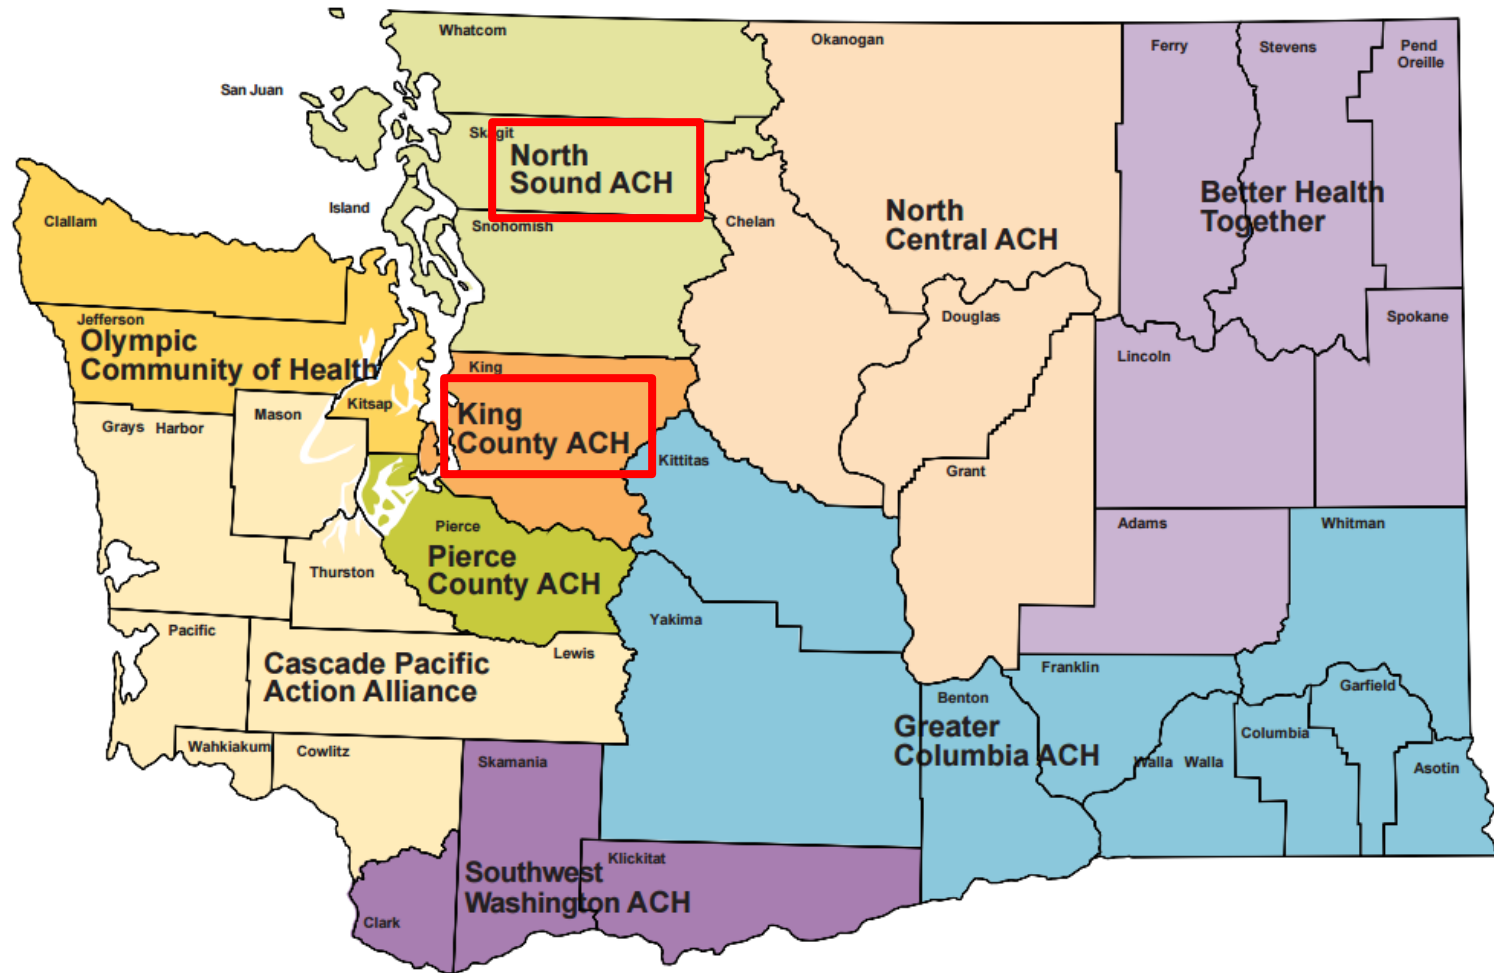 Whatcom
Okanogan
Ferry
Stevens
Pend
Oreille
San Juan
Skagit
North
Sound ACH
Island
Snohomish
Chelan
North
Central ACH
Better Health
Together
Clallam
Jefferson
Olympic
Community of Health
Douglas
Spokane
Lincoln
King
King
County ACH
Kitsap
Mason
Grays Harbor
Kittitas
Grant
Adams
Whitman
Pierce
Pierce
County ACH
Thurston
Yakima
Pacific
Lewis
Cascade Pacific
Action Alliance
Franklin
Garfield
Benton
Greater
Columbia ACH
Columbia
Walla Walla
Asotin
Wahkiakum
Cowlitz
Skamania
Klickitat
Southwest
Washington ACH
Clark